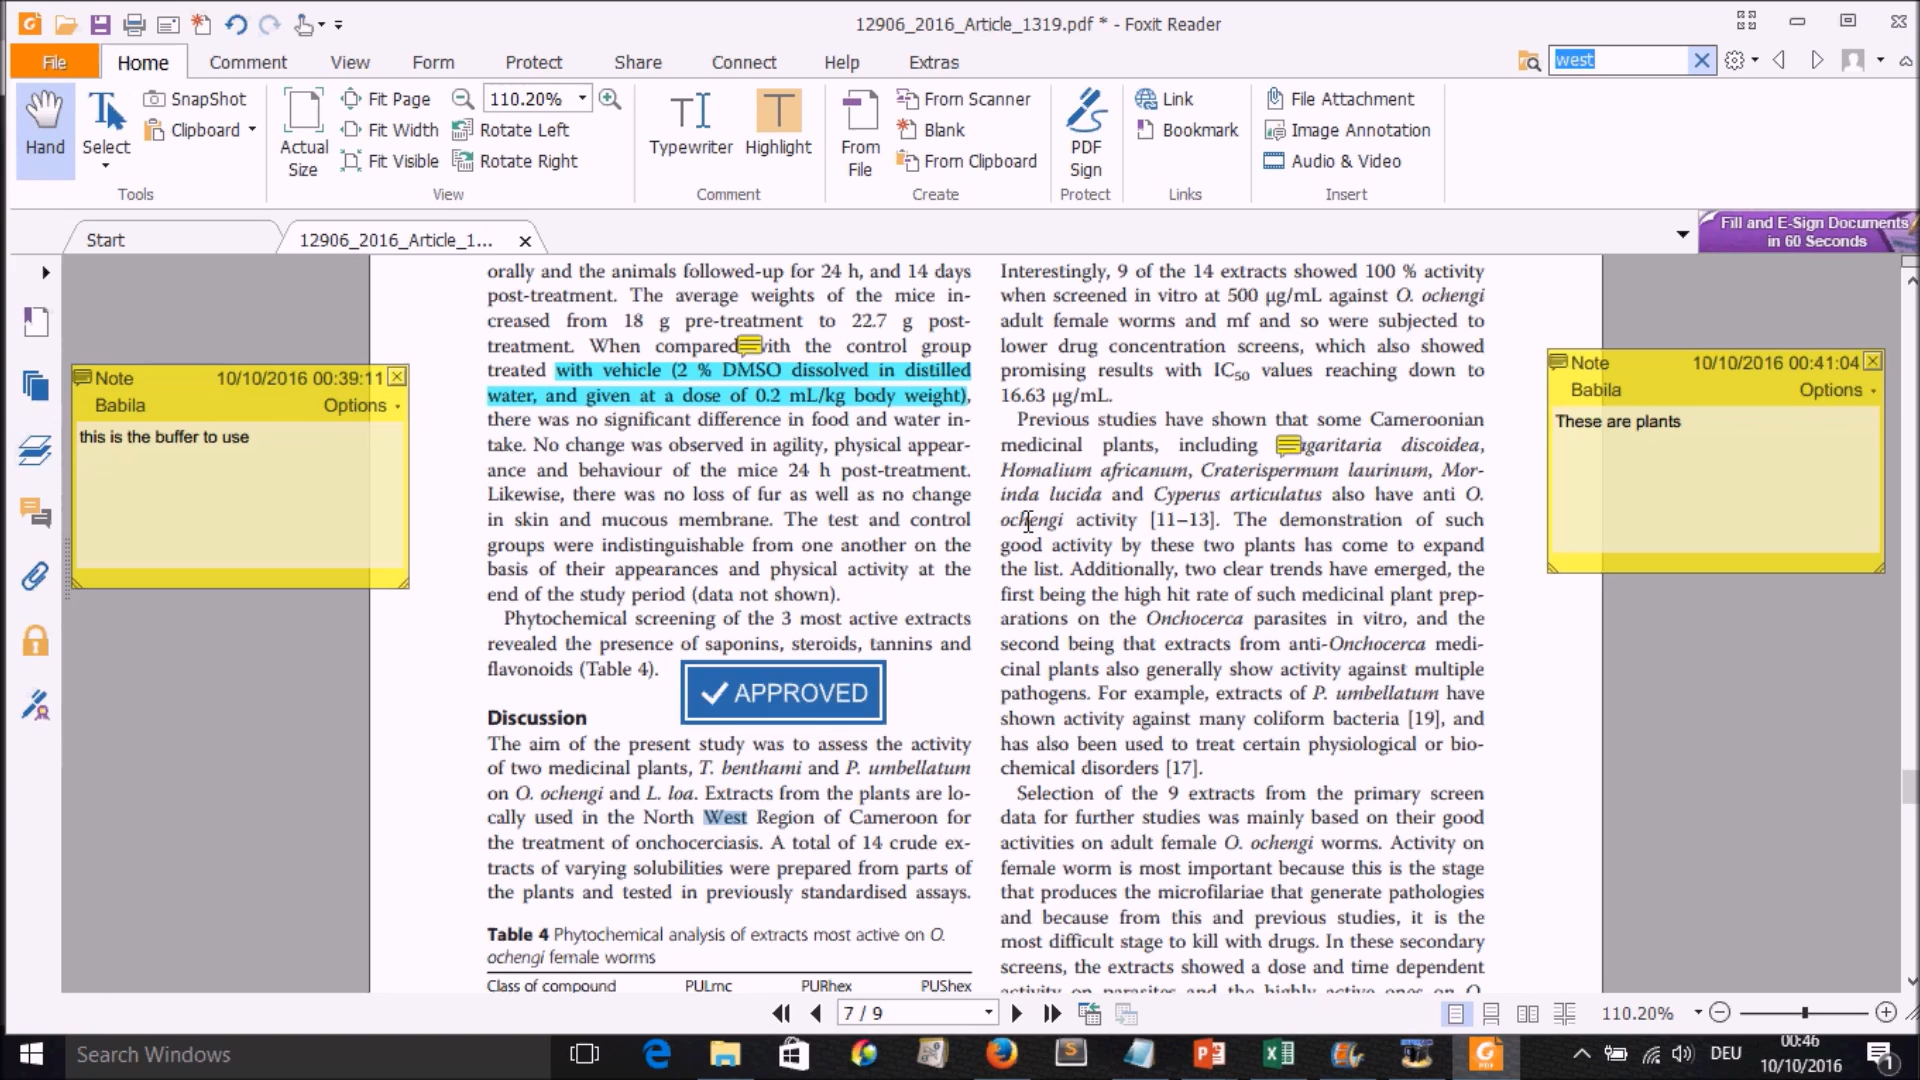 12906_2016_Article_1319.pdf * - Foxit Reader
File
Home
Comment
View
Form
Protect
Share
Connect
Help
Extras
west
Hand
Select
SnapShot
Clipboard
Tools
Actual Size
Fit Page
Fit Width
Fit Visible
110.20%
Rotate Left
Rotate Right
View
Typewriter
Highlight
Comment
From File
From Scanner
Blank
From Clipboard
Create
PDF Sign
Protect
Link
Bookmark
Links
File Attachment
Image Annotation
Audio & Video
Insert
Start
12906_2016_Article_1...
Fill and E-Sign Documents
in 60 Seconds
Note 10/10/2016 00:39:11
Babila Options
this is the buffer to use
orally and the animals followed-up for 24 h, and 14 days
post-treatment. The average weights of the mice in-
creased from 18 g pre-treatment to 22.7 g post-
treatment. When compared with the control group
treated with vehicle (2 % DMSO dissolved in distilled
water, and given at a dose of 0.2 mL/kg body weight),
there was no significant difference in food and water in-
take. No change was observed in agility, physical appear-
ance and behaviour of the mice 24 h post-treatment.
Likewise, there was no loss of fur as well as no change
in skin and mucous membrane. The test and control
groups were indistinguishable from one another on the
basis of their appearances and physical activity at the
end of the study period (data not shown).
Phytochemical screening of the 3 most active extracts
revealed the presence of saponins, steroids, tannins and
flavonoids (Table 4).
APPROVED
Discussion
The aim of the present study was to assess the activity
of two medicinal plants, T. benthami and P. umbellatum
on O. ochengi and L. loa. Extracts from the plants are lo-
cally used in the North West Region of Cameroon for
the treatment of onchocerciasis. A total of 14 crude ex-
tracts of varying solubilities were prepared from parts of
the plants and tested in previously standardised assays.
Table 4 Phytochemical analysis of extracts most active on O.
ochengi female worms
Class of compound PULmc PURhex PUShex
Interestingly, 9 of the 14 extracts showed 100 % activity
when screened in vitro at 500 μg/mL against O. ochengi
adult female worms and mf and so were subjected to
lower drug concentration screens, which also showed
promising results with IC50 values reaching down to
16.63 μg/mL.
Previous studies have shown that some Cameroonian
medicinal plants, including garitaria discoidea,
Homalium africanum, Craterispermum laurinum, Mor-
inda lucida and Cyperus articulatus also have anti O.
ochengi activity [11–13]. The demonstration of such
good activity by these two plants has come to expand
the list. Additionally, two clear trends have emerged, the
first being the high hit rate of such medicinal plant prep-
arations on the Onchocerca parasites in vitro, and the
second being that extracts from anti-Onchocerca medi-
cinal plants also generally show activity against multiple
pathogens. For example, extracts of P. umbellatum have
shown activity against many coliform bacteria [19], and
has also been used to treat certain physiological or bio-
chemical disorders [17].
Selection of the 9 extracts from the primary screen
data for further studies was mainly based on their good
activities on adult female O. ochengi worms. Activity on
female worm is most important because this is the stage
that produces the microfilariae that generate pathologies
and because from this and previous studies, it is the
most difficult stage to kill with drugs. In these secondary
screens, the extracts showed a dose and time dependent
activity on parasites and the highly active ones on O.
Note 10/10/2016 00:41:04
Babila Options
These are plants
7 / 9
110.20%
Search Windows
DEU
00:46
10/10/2016
1